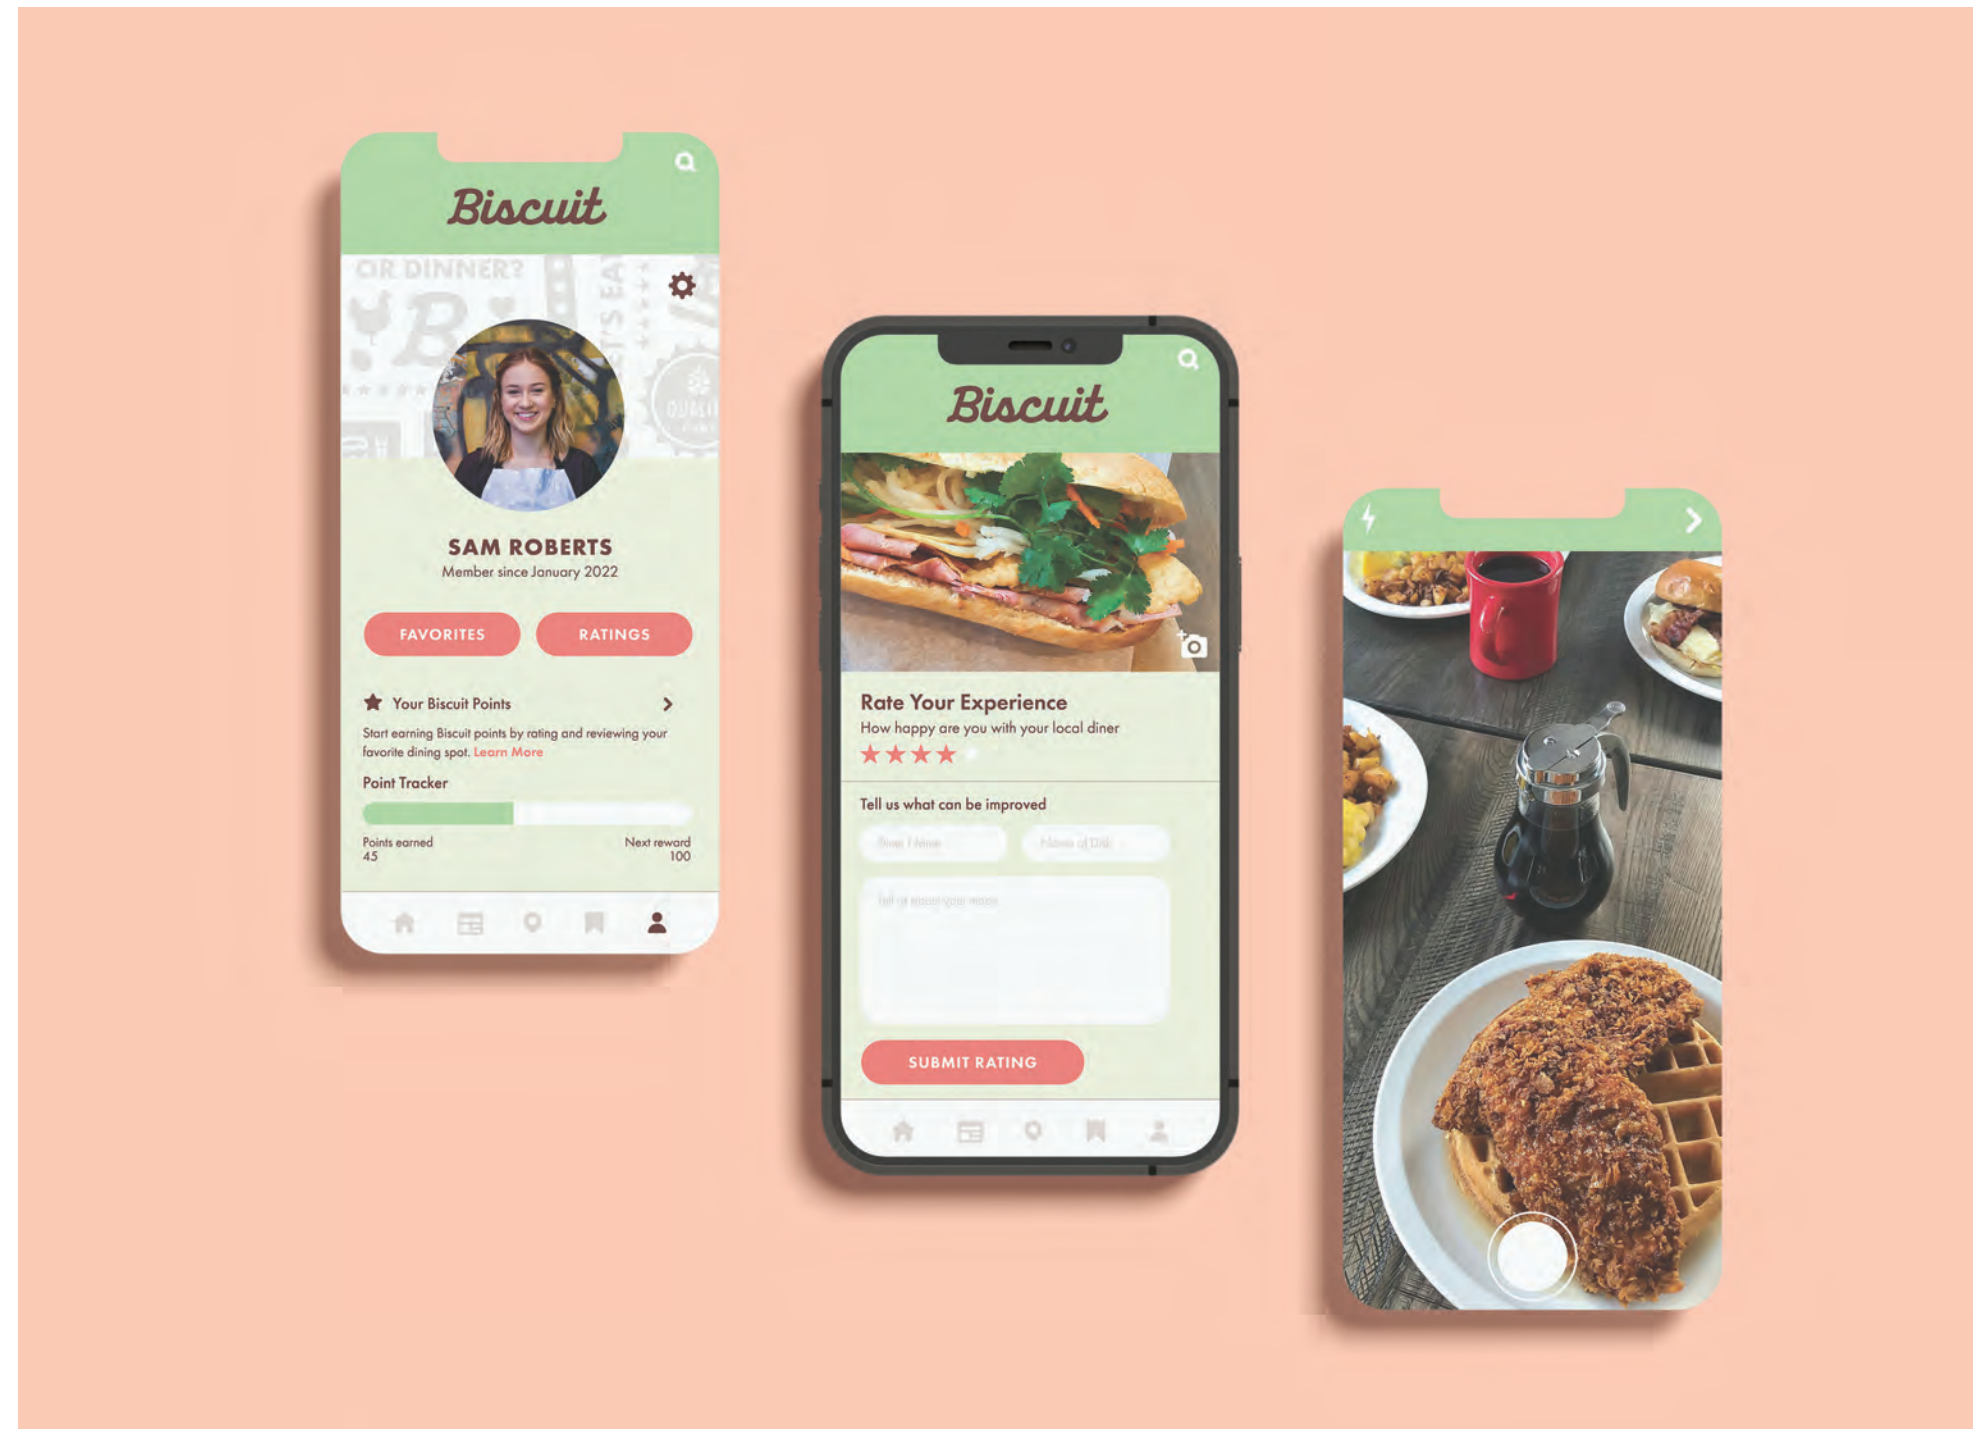 Biscuit
OR DINNER?
B
SAM ROBERTS
Member since January 2022
FAVORITES
RATINGS
Your Biscuit Points
Start earning Biscuit points by rating and reviewing your
favorite dining spot. Learn More
Point Tracker
Points earned
45
Next reward
100
Biscuit
Rate Your Experience
How happy are you with your local diner
Tell us what can be improved
SUBMIT RATING